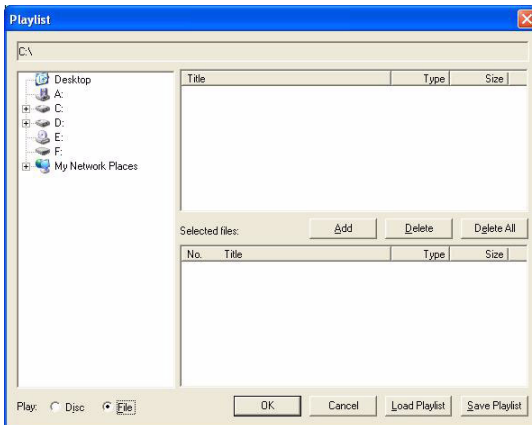 Playlist
C:\
Desktop
A:
C:
D:
E:
F:
My Network Places
Title Type Size
Selected files: Add Delete Delete All
No. Title Type Size
Play: Disc File OK Cancel Load Playlist Save Playlist